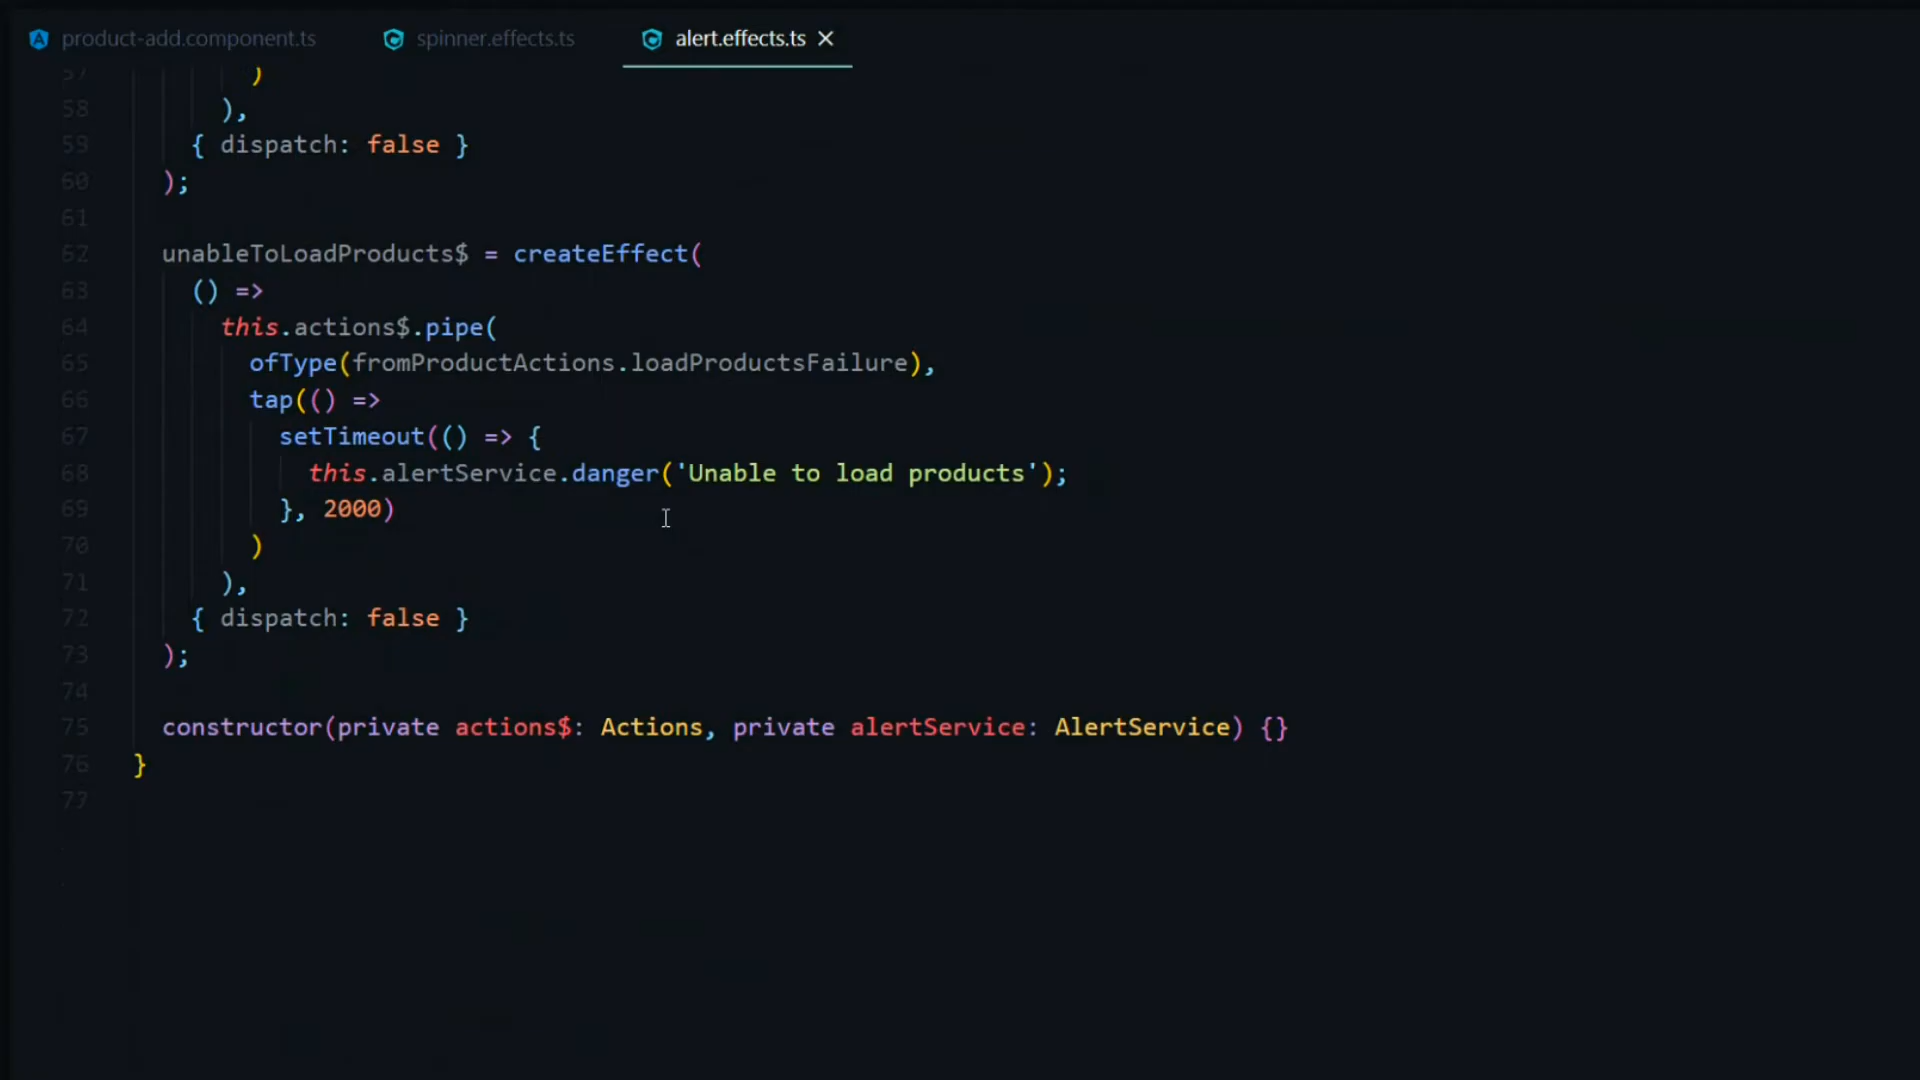 product-add.component.ts spinner.effects.ts alert.effects.ts ×
57 )
58 ),
59 { dispatch: false }
60 );
61
62 unableToLoadProducts$ = createEffect(
63 () =>
64 this.actions$.pipe(
65 ofType(fromProductActions.loadProductsFailure),
66 tap(() =>
67 setTimeout(() => {
68 this.alertService.danger('Unable to load products');
69 }, 2000)
70 )
71 ),
72 { dispatch: false }
73 );
74
75 constructor(private actions$: Actions, private alertService: AlertService) {}
76 }
77